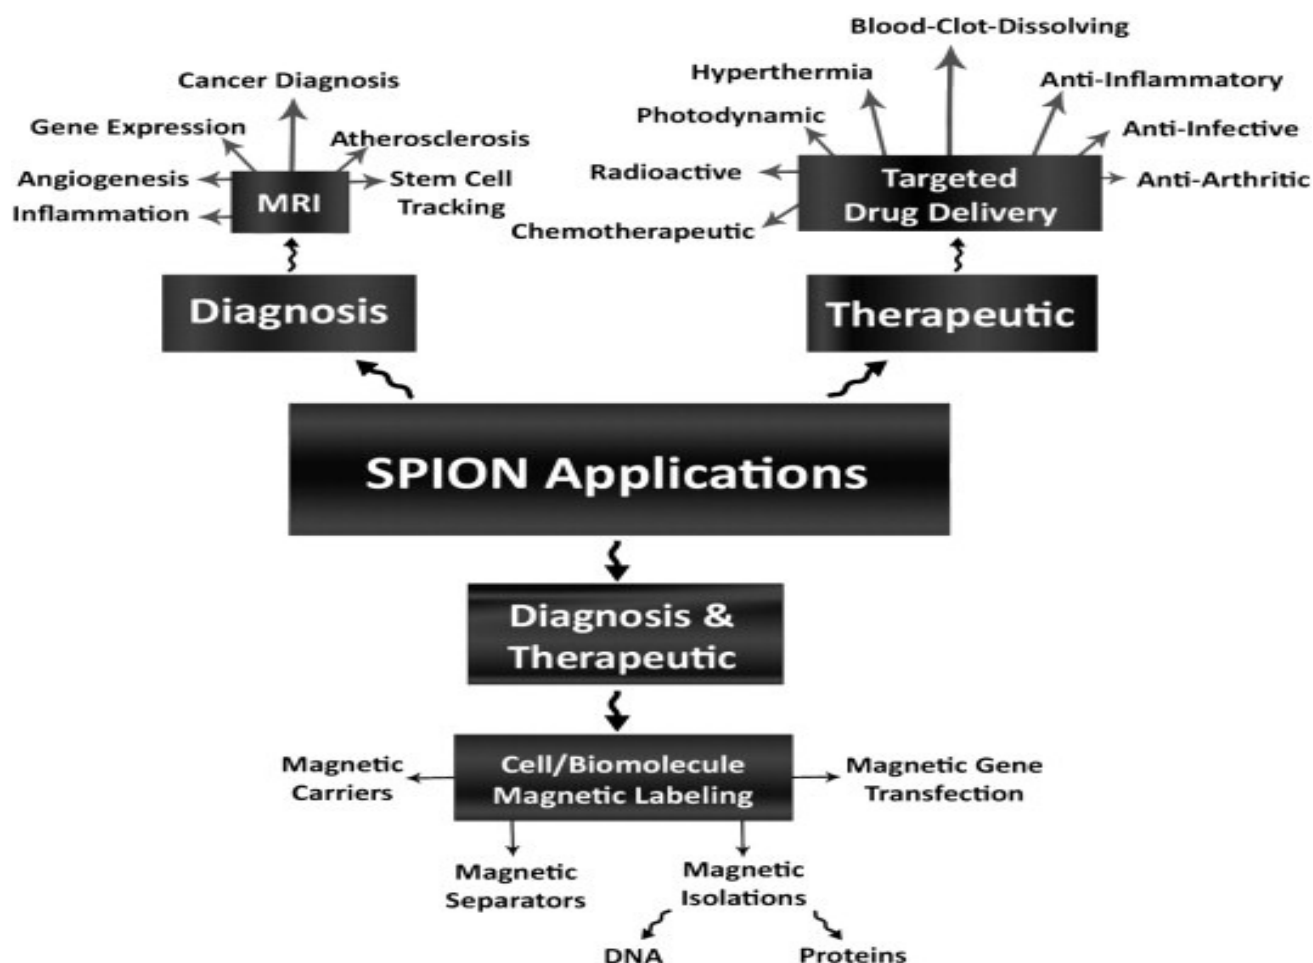 Blood-Clot-Dissolving
Cancer Diagnosis
Hyperthermia
Anti-Inflammatory
Gene Expression
Photodynamic
Atherosclerosis
Anti-Infective
Angiogenesis
MRI
Stem Cell
Tracking
Radioactive
Targeted
Drug Delivery
Anti-Arthritic
Inflammation
Chemotherapeutic
Diagnosis
Therapeutic
SPION Applications
Diagnosis &
Therapeutic
Magnetic
Carriers
Cell/Biomolecule
Magnetic Labeling
Magnetic Gene
Transfection
Magnetic
Separators
Magnetic
Isolations
DNA
Proteins